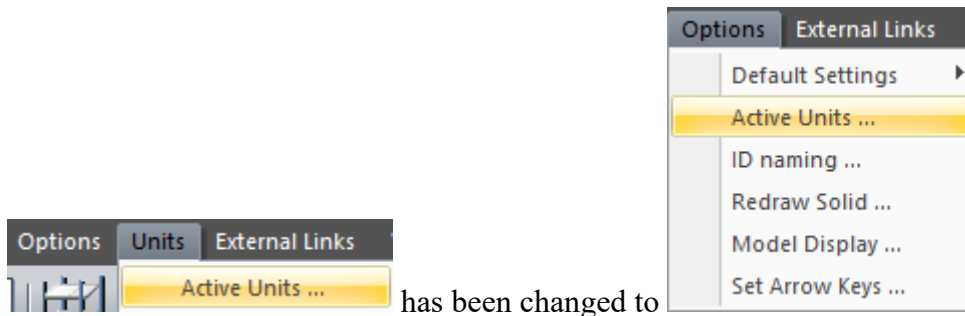 Options Units External Links
Active Units ...
has been changed to
Options External Links
Default Settings
Active Units ...
ID naming ...
Redraw Solid ...
Model Display ...
Set Arrow Keys ...